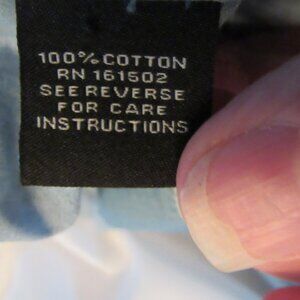 100% COTTON
RN 161502
SEE REVERSE
FOR CARE
INSTRUCTIONS